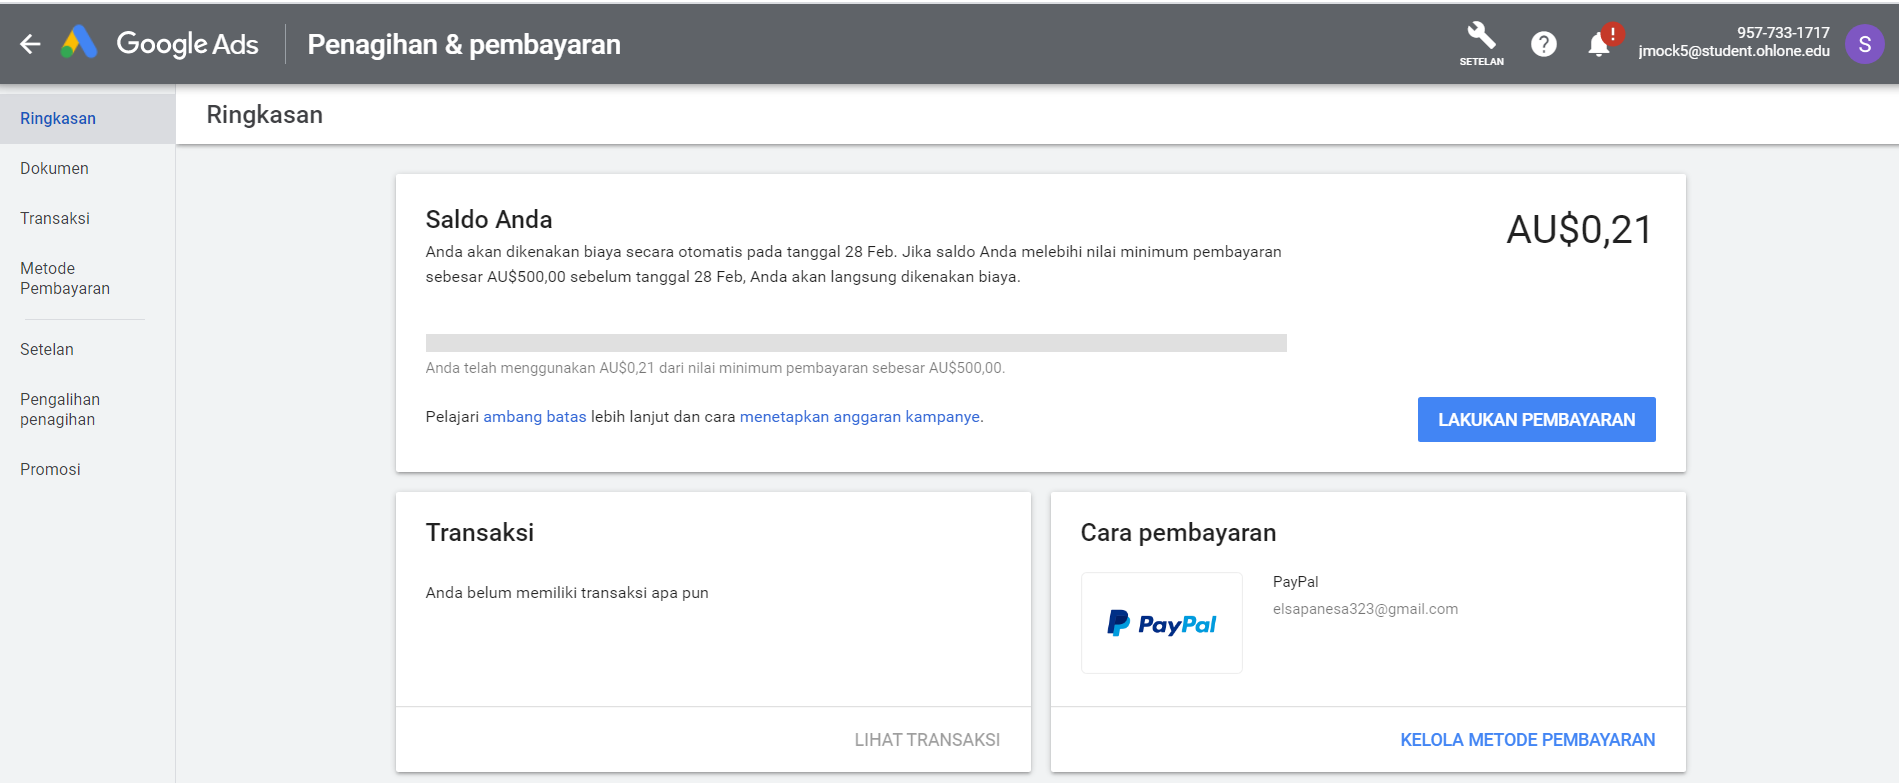 Google Ads
Penagihan & pembayaran
SETELAN
?
!
957-733-1717
jmock5@student.ohlone.edu
S
Ringkasan
Dokumen
Transaksi
Metode
Pembayaran
Setelan
Pengalihan
penagihan
Promosi
Ringkasan
Saldo Anda
AU$0,21
Anda akan dikenakan biaya secara otomatis pada tanggal 28 Feb. Jika saldo Anda melebihi nilai minimum pembayaran
sebesar AU$500,00 sebelum tanggal 28 Feb, Anda akan langsung dikenakan biaya.
Anda telah menggunakan AU$0,21 dari nilai minimum pembayaran sebesar AU$500,00.
Pelajari ambang batas lebih lanjut dan cara menetapkan anggaran kampanye.
LAKUKAN PEMBAYARAN
Transaksi
Anda belum memiliki transaksi apa pun
LIHAT TRANSAKSI
Cara pembayaran
PayPal
PayPal
elsapanesa323@gmail.com
KELOLA METODE PEMBAYARAN